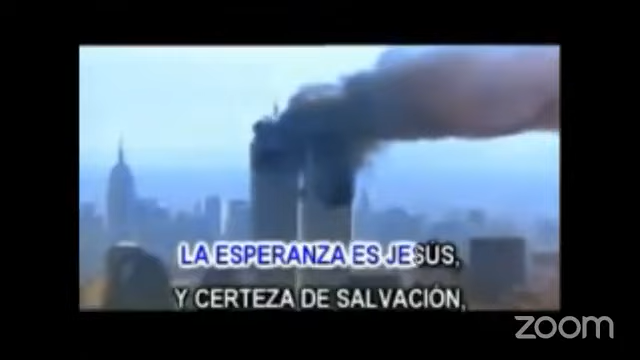 LA ESPERANZA ES JESÚS,
Y CERTEZA DE SALVACIÓN,
zoom